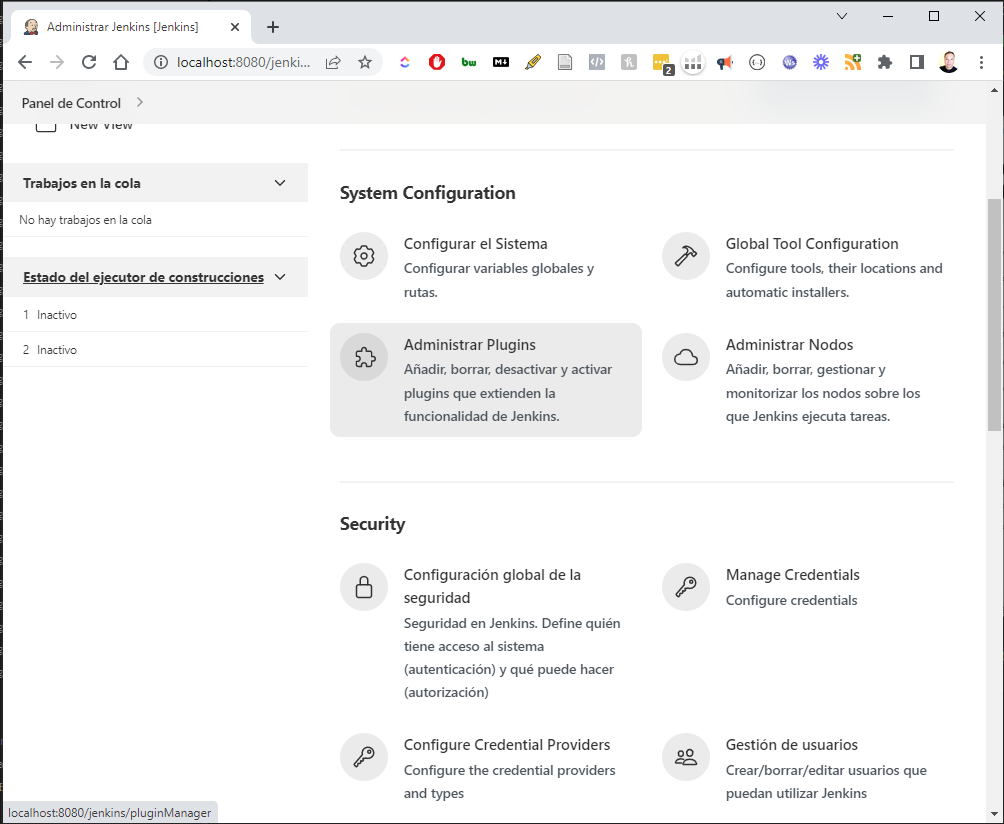 Administrar Jenkins [Jenkins]
localhost:8080/jenki...
bw
M↓
2
Ws
Panel de Control
New View
Trabajos en la cola
No hay trabajos en la cola
Estado del ejecutor de construcciones
1 Inactivo
2 Inactivo
System Configuration
Configurar el Sistema
Configurar variables globales y
rutas.
Global Tool Configuration
Configure tools, their locations and
automatic installers.
Administrar Plugins
Añadir, borrar, desactivar y activar
plugins que extienden la
funcionalidad de Jenkins.
Administrar Nodos
Añadir, borrar, gestionar y
monitorizar los nodos sobre los
que Jenkins ejecuta tareas.
Security
Configuración global de la
seguridad
Seguridad en Jenkins. Define quién
tiene acceso al sistema
(autenticación) y qué puede hacer
(autorización)
Manage Credentials
Configure credentials
Configure Credential Providers
Configure the credential providers
and types
Gestión de usuarios
Crear/borrar/editar usuarios que
puedan utilizar Jenkins
localhost:8080/jenkins/pluginManager